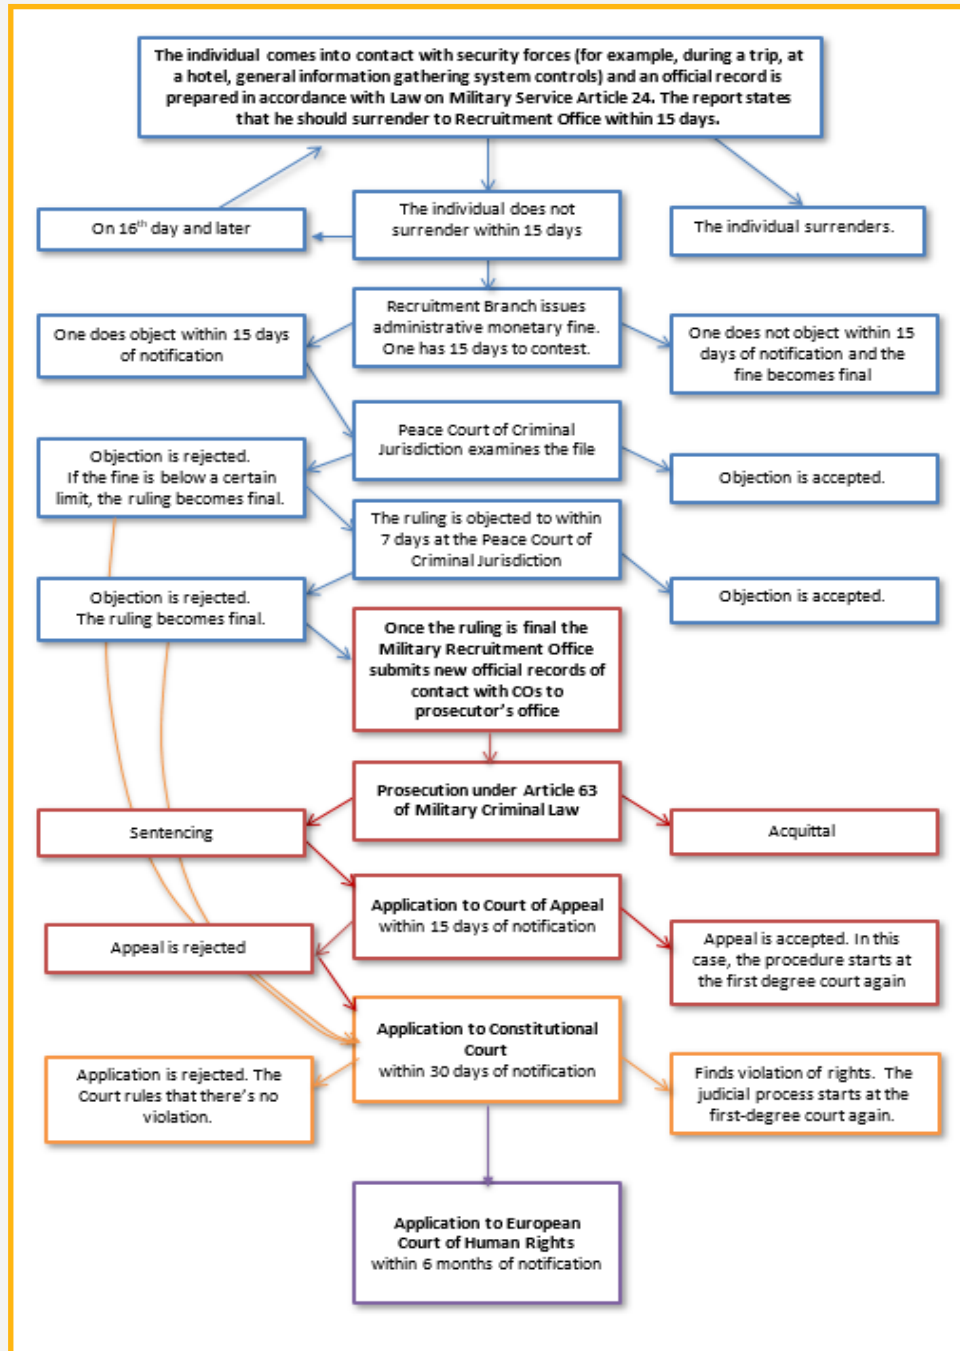 The individual comes into contact with security forces (for example, during a trip, at
a hotel, general information gathering system controls) and an official record is
prepared in accordance with Law on Military Service Article 24. The report states
that he should surrender to Recruitment Office within 15 days.
On 16th day and later
The individual does not
surrender within 15 days
The individual surrenders.
Recruitment Branch issues
administrative monetary fine.
One has 15 days to contest.
One does object within 15 days
of notification
One does not object within 15
days of notification and the
fine becomes final
Peace Court of Criminal
Jurisdiction examines the file
Objection is rejected.
If the fine is below a certain
limit, the ruling becomes final.
Objection is accepted.
The ruling is objected to within
7 days at the Peace Court of
Criminal Jurisdiction
Objection is rejected.
The ruling becomes final.
Objection is accepted.
Once the ruling is final the
Military Recruitment Office
submits new official records of
contact with COs to
prosecutor's office
Prosecution under Article 63
of Military Criminal Law
Sentencing
Acquittal
Application to Court of Appeal
within 15 days of notification
Appeal is rejected
Appeal is accepted. In this
case, the procedure starts at
the first degree court again
Application to Constitutional
Court
within 30 days of notification
Application is rejected. The
Court rules that there's no
violation.
Finds violation of rights. The
judicial process starts at the
first-degree court again.
Application to European
Court of Human Rights
within 6 months of notification